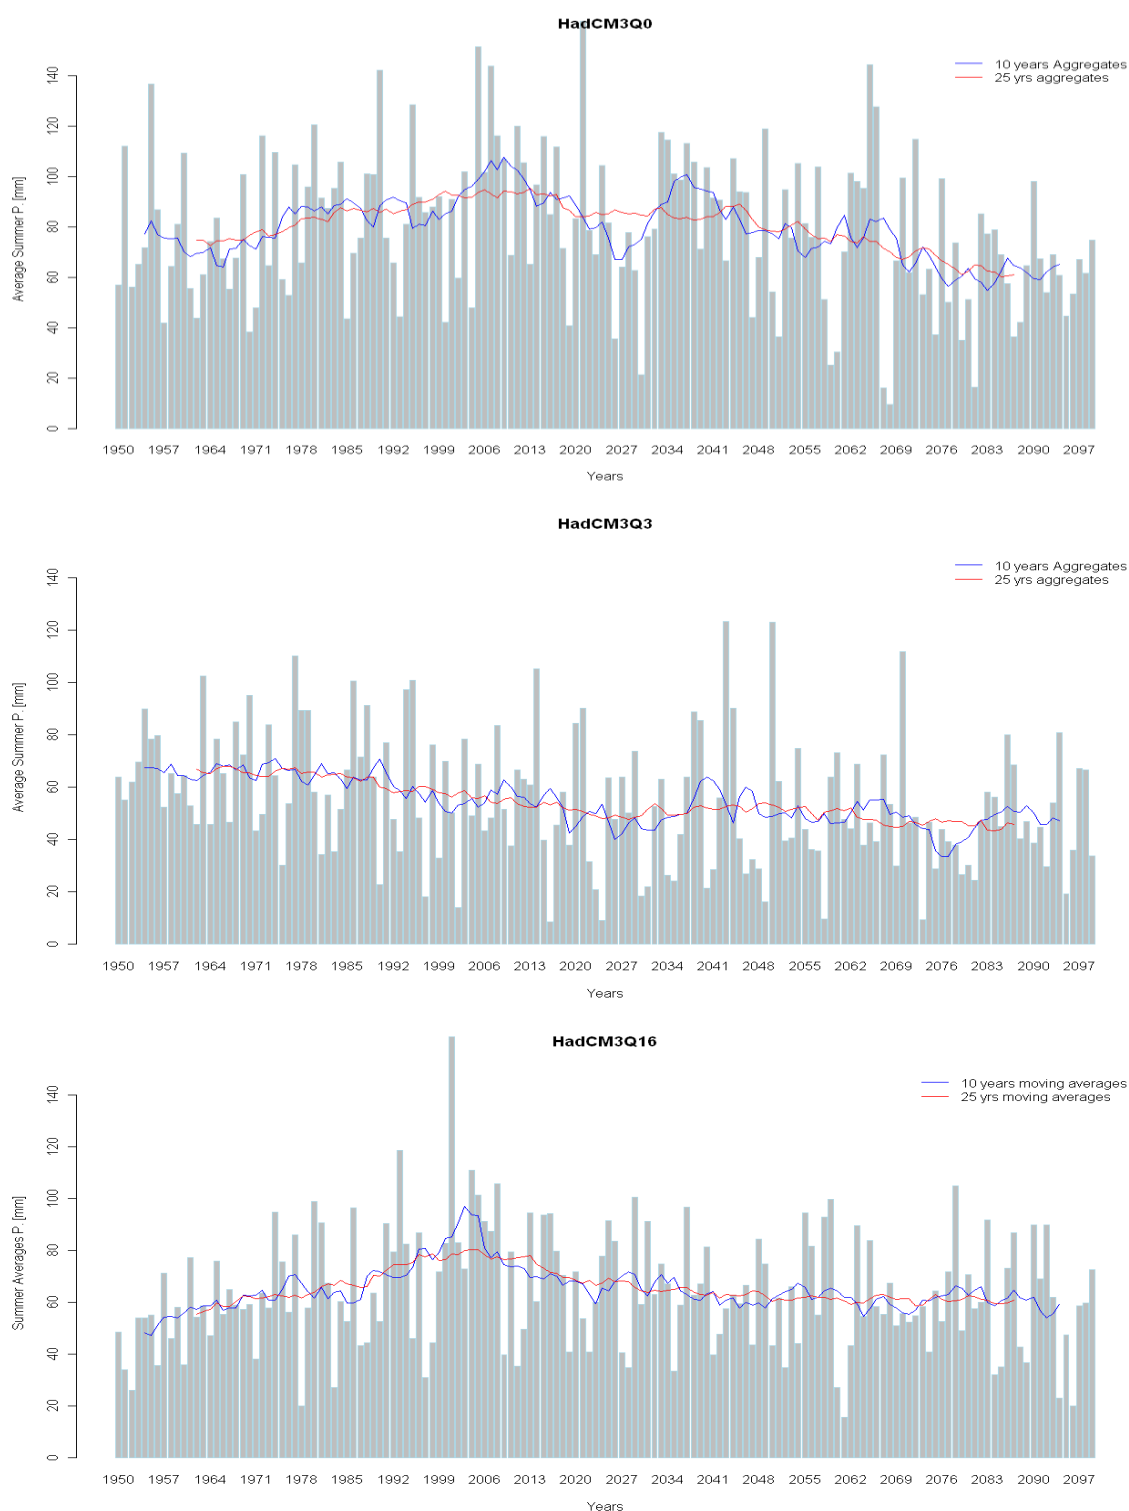 HadCM3Q0
10 years Aggregates
25 yrs aggregates
Average Summer P. [mm]
140
120
100
80
60
40
20
0
1950 1957 1964 1971 1978 1985 1992 1999 2006 2013 2020 2027 2034 2041 2048 2055 2062 2069 2076 2083 2090 2097
Years
HadCM3Q3
10 years Aggregates
25 yrs aggregates
Average Summer P. [mm]
140
120
100
80
60
40
20
0
1950 1957 1964 1971 1978 1985 1992 1999 2006 2013 2020 2027 2034 2041 2048 2055 2062 2069 2076 2083 2090 2097
Years
HadCM3Q16
10 years moving averages
25 yrs moving averages
Summer Averages P. [mm]
140
120
100
80
60
40
20
0
1950 1957 1964 1971 1978 1985 1992 1999 2006 2013 2020 2027 2034 2041 2048 2055 2062 2069 2076 2083 2090 2097
Years